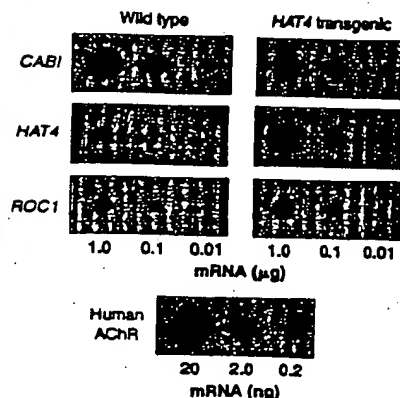 Wild type HAT4 transgenic
CABI
HAT4
ROC1
1.0 0.1 0.01 1.0 0.1 0.01
mRNA (μg)
Human
AChR
20 2.0 0.2
mRNA (ng)